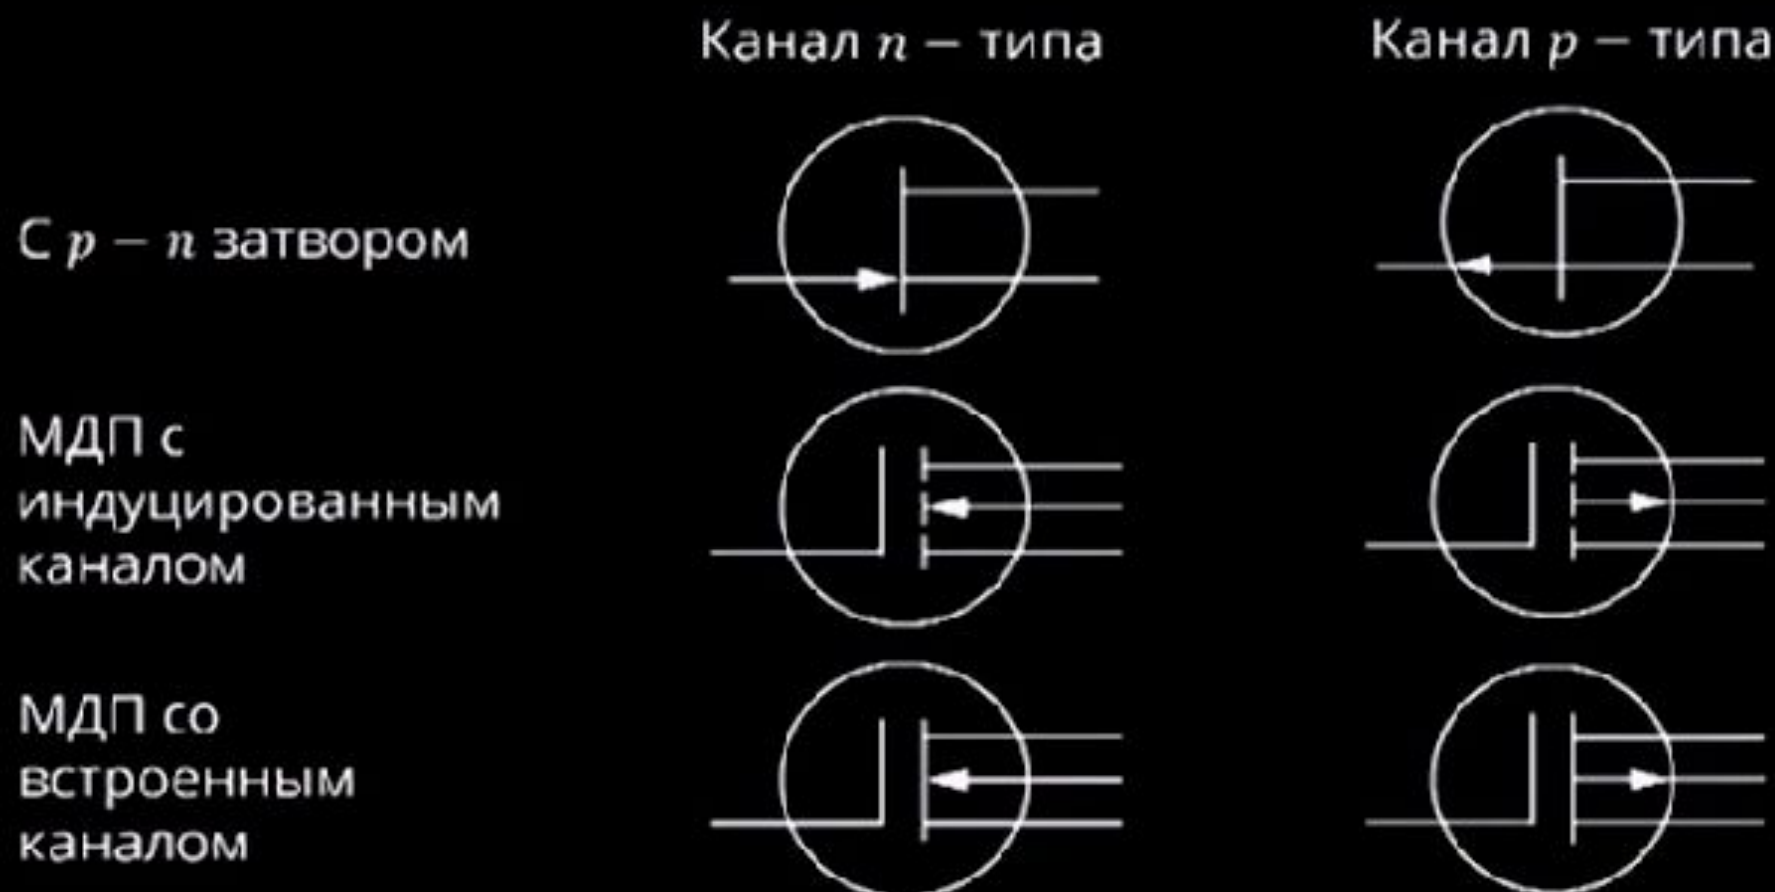 Канал n – типа
Канал p – типа
С p – n затвором
МДП с
индуцированным
каналом
МДП со
встроенным
каналом